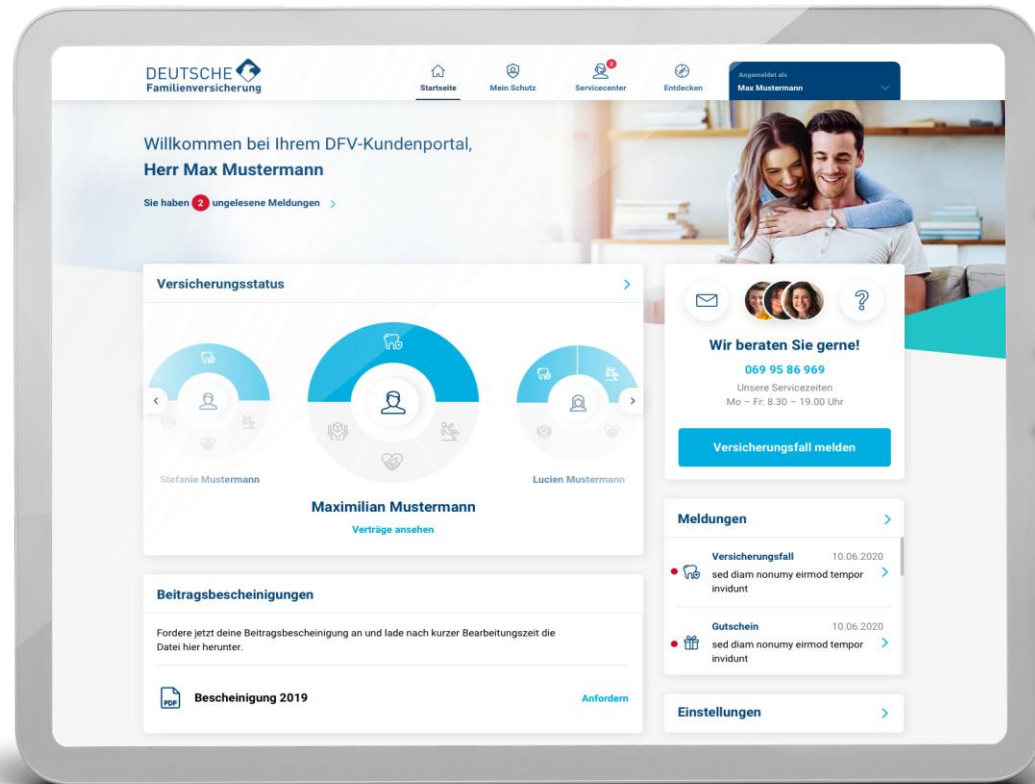 DEUTSCHE
Familienversicherung
Startseite
Mein Schutz
2
Servicecenter
Entdecken
Angemeldet als
Max Mustermann
Willkommen bei Ihrem DFV-Kundenportal,
Herr Max Mustermann
Sie haben 2 ungelesene Meldungen
Versicherungsstatus
Stefanie Mustermann
Maximilian Mustermann
Verträge ansehen
Lucien Mustermann
?
Wir beraten Sie gerne!
069 95 86 969
Unsere Servicezeiten
Mo – Fr: 8.30 – 19.00 Uhr
Versicherungsfall melden
Beitragsbescheinigungen
Fordere jetzt deine Beitragsbescheinigung an und lade nach kurzer Bearbeitungszeit die
Datei hier herunter.
PDF
Bescheinigung 2019 Anfordern
Meldungen
Versicherungsfall 10.06.2020
sed diam nonumy eirmod tempor
invidunt
Gutschein 10.06.2020
sed diam nonumy eirmod tempor
invidunt
Einstellungen